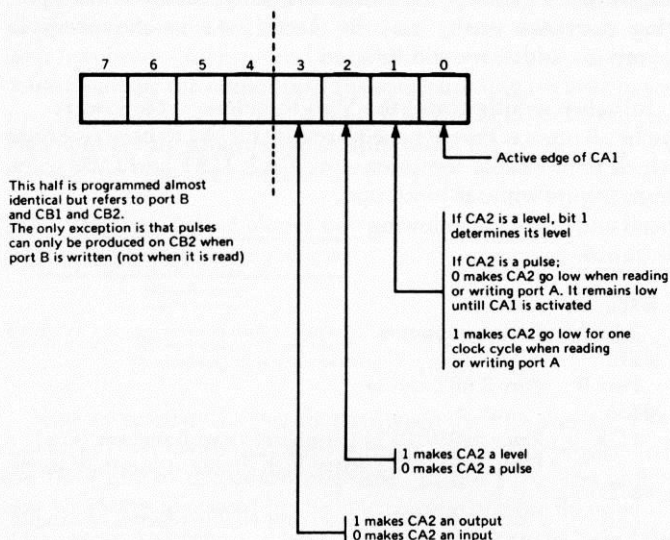 7 6 5 4 3 2 1 0
Active edge of CA1
This half is programmed almost
identical but refers to port B
and CB1 and CB2.
The only exception is that pulses
can only be produced on CB2 when
port B is written (not when it is read)
If CA2 is a level, bit 1
determines its level
If CA2 is a pulse;
0 makes CA2 go low when reading
or writing port A. It remains low
untill CA1 is activated
1 makes CA2 go low for one
clock cycle when reading
or writing port A
1 makes CA2 a level
0 makes CA2 a pulse
1 makes CA2 an output
0 makes CA2 an input